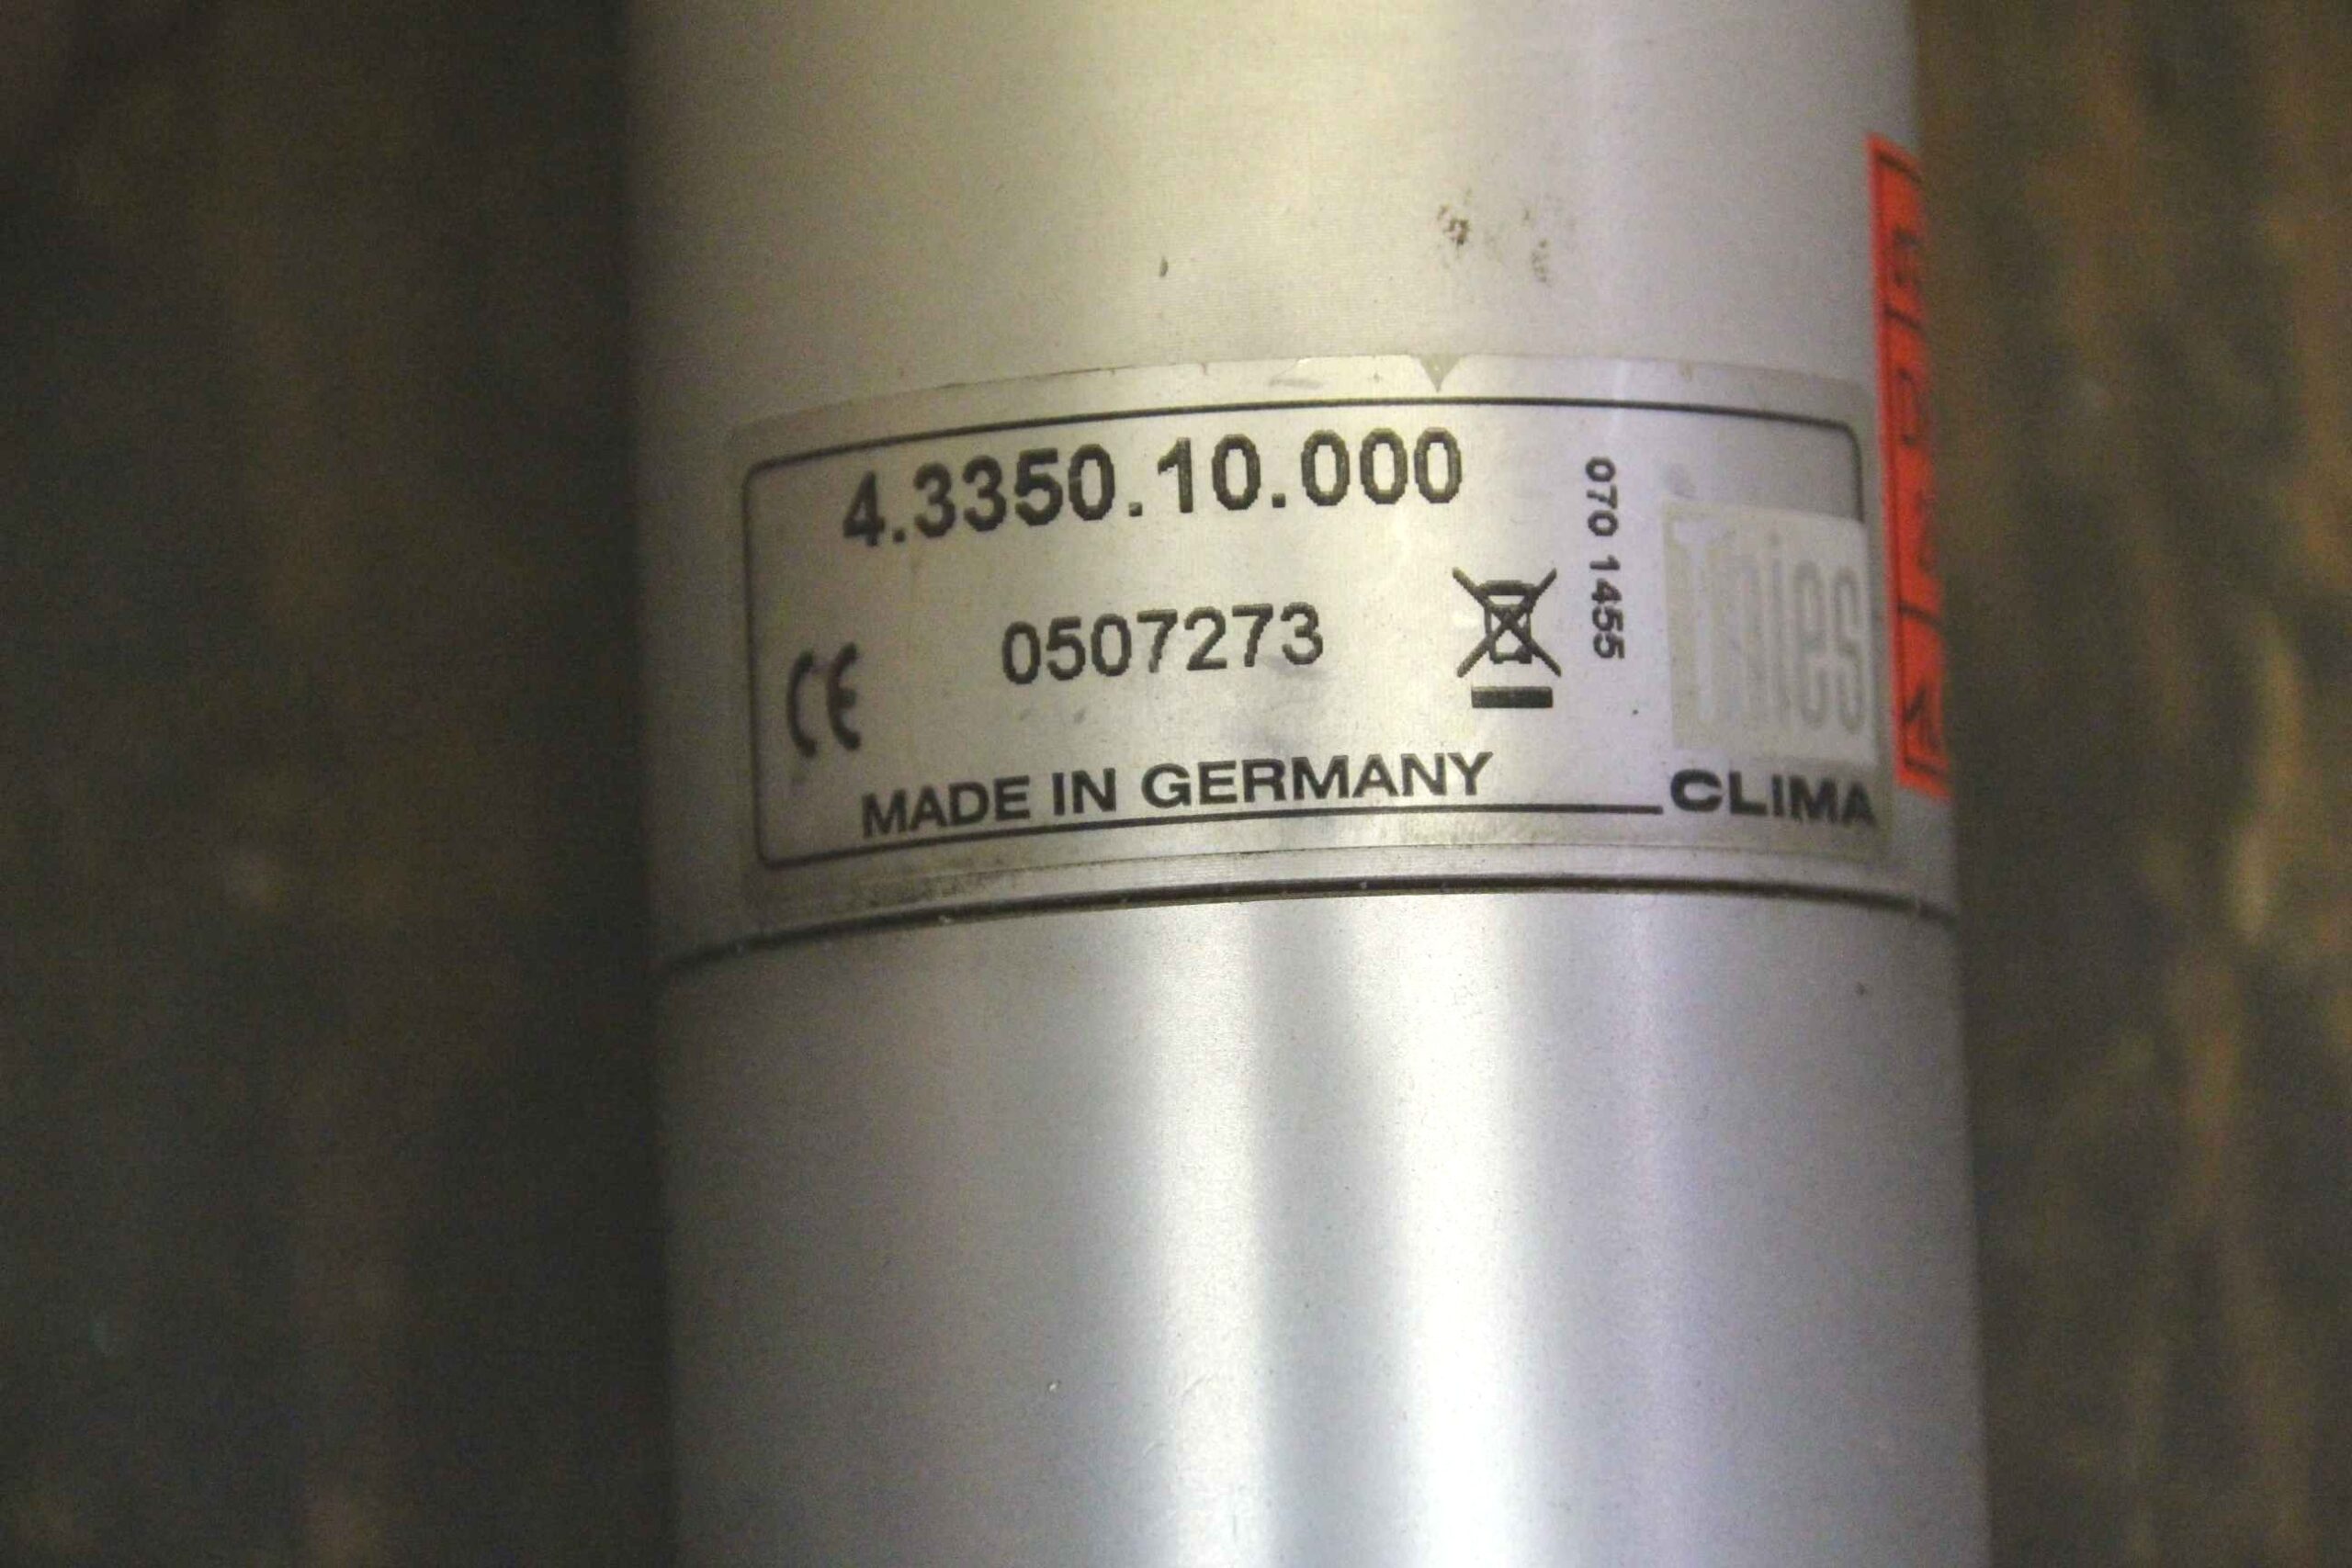 4.3350.10.000
070 1455
0507273
CE
Thies
MADE IN GERMANY
CLIMA